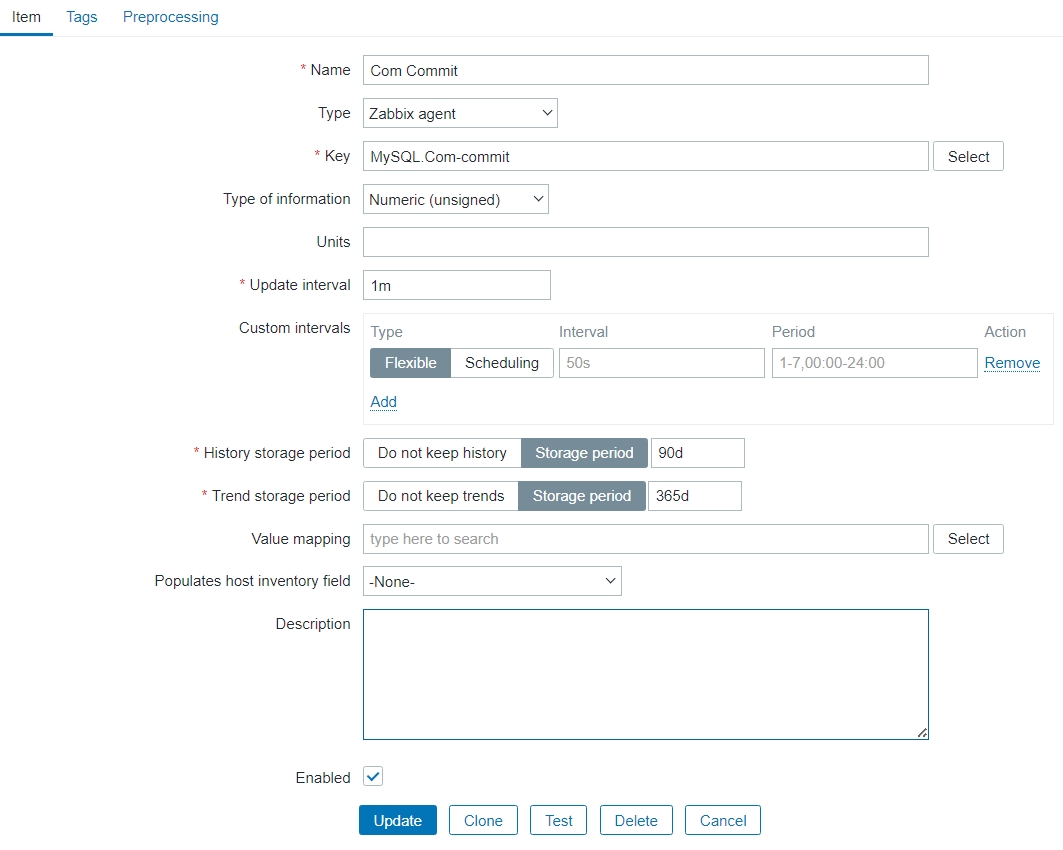 Item Tags Preprocessing
* Name Com Commit
Type Zabbix agent
* Key MySQL.Com-commit Select
Type of information Numeric (unsigned)
Units
* Update interval 1m
Custom intervals Type Interval Period Action
Flexible Scheduling 50s 1-7,00:00-24:00 Remove
Add
* History storage period Do not keep history Storage period 90d
* Trend storage period Do not keep trends Storage period 365d
Value mapping type here to search Select
Populates host inventory field -None-
Description
Enabled
Update Clone Test Delete Cancel